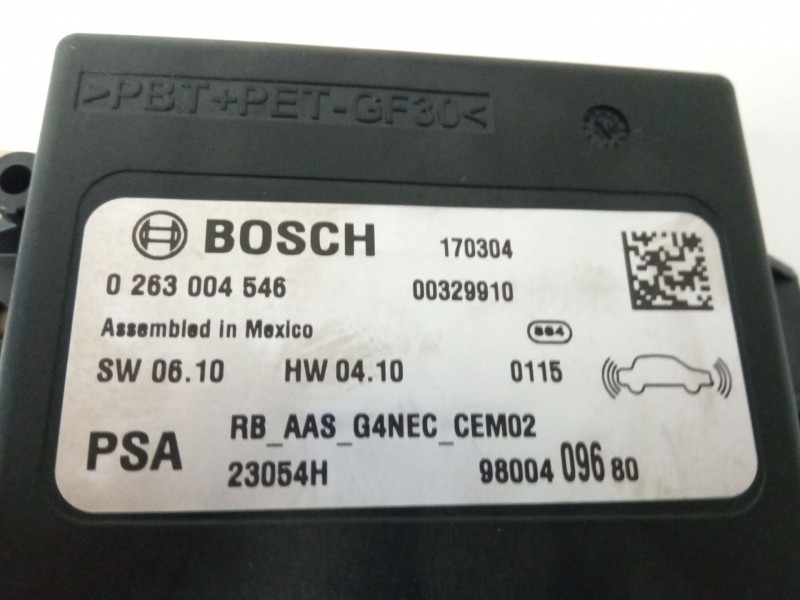 >PBT+PET-GF30<
BOSCH 170304
0 263 004 546 00329910
Assembled in Mexico
SW 06.10 HW 04.10 0115
PSA RB_AAS_G4NEC_CEM02
23054H 98004 096 80